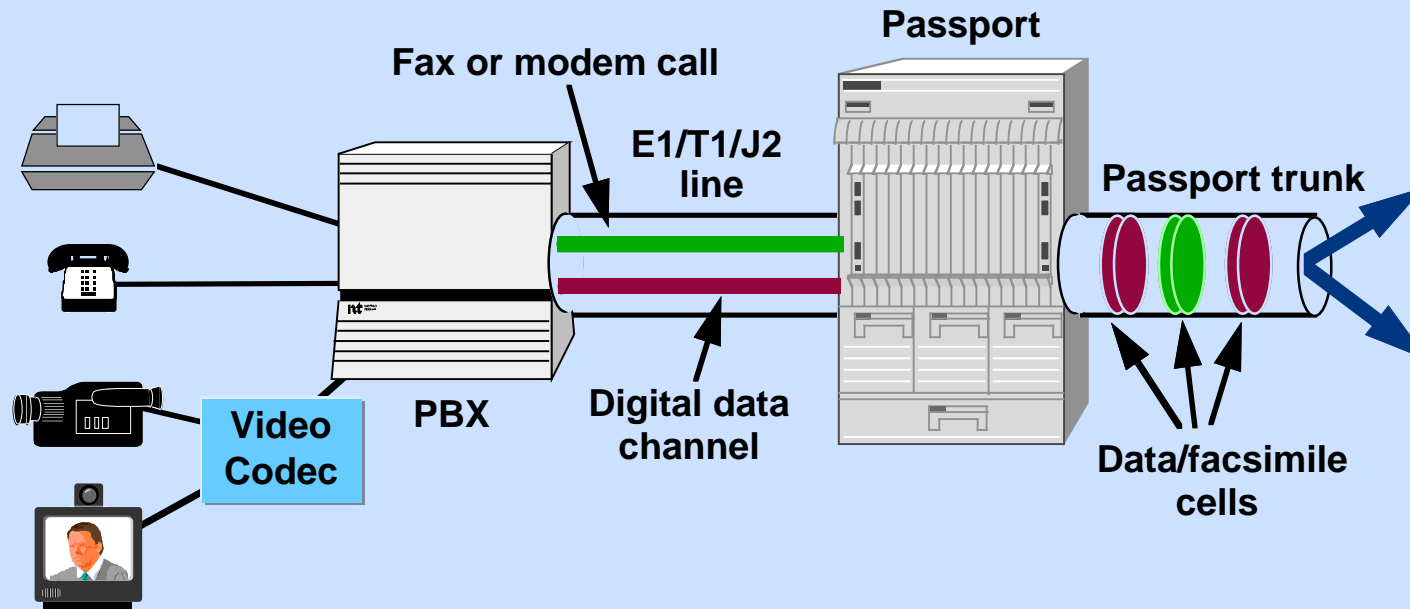 Passport
Fax or modem call
E1/T1/J2
line
Passport trunk
Video
Codec
PBX
Digital data
channel
Data/facsimile
cells
nt